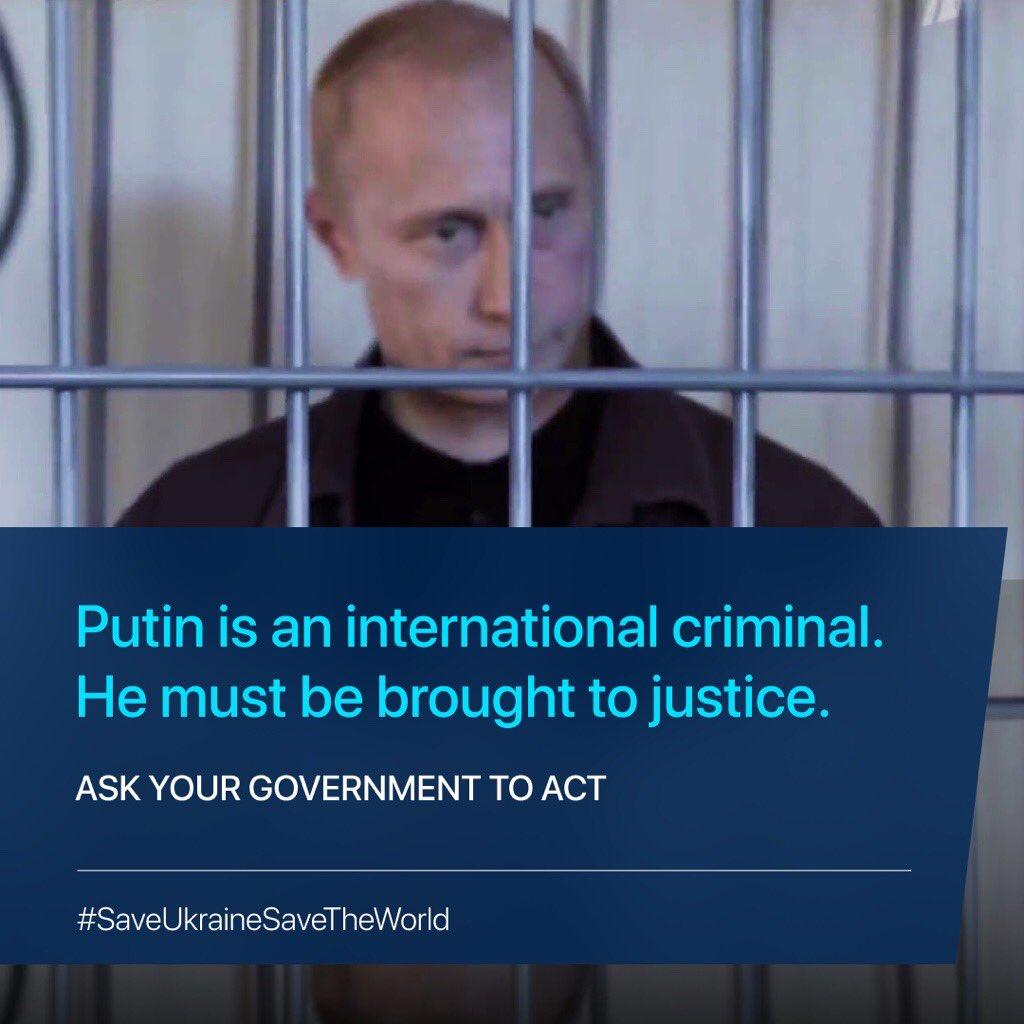 Putin is an international criminal.
He must be brought to justice.
ASK YOUR GOVERNMENT TO ACT
#SaveUkraineSaveTheWorld